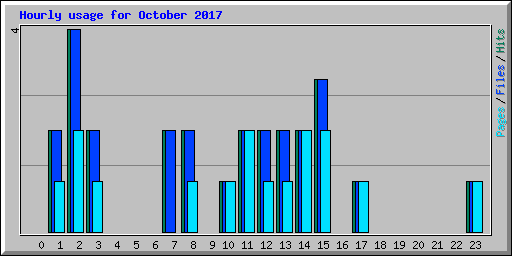 Hourly usage for October 2017
4
Pages / Files / Hits
0 1 2 3 4 5 6 7 8 9 10 11 12 13 14 15 16 17 18 19 20 21 22 23